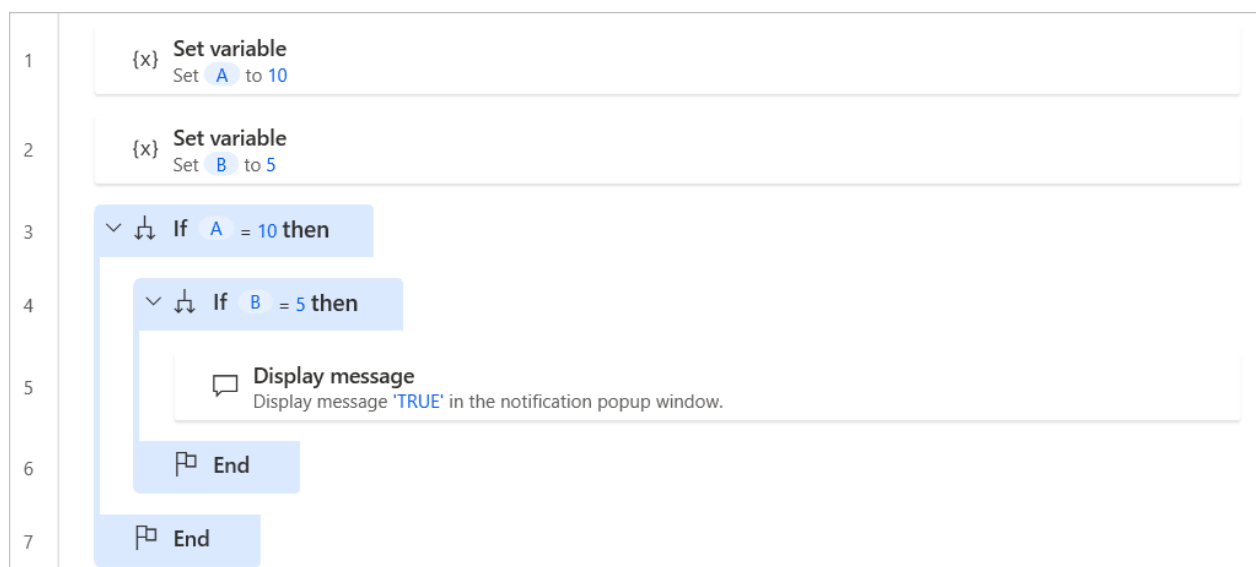 1
{x} Set variable
Set A to 10
2
{x} Set variable
Set B to 5
3
If A = 10 then
4
If B = 5 then
5
Display message
Display message 'TRUE' in the notification popup window.
6
End
7
End